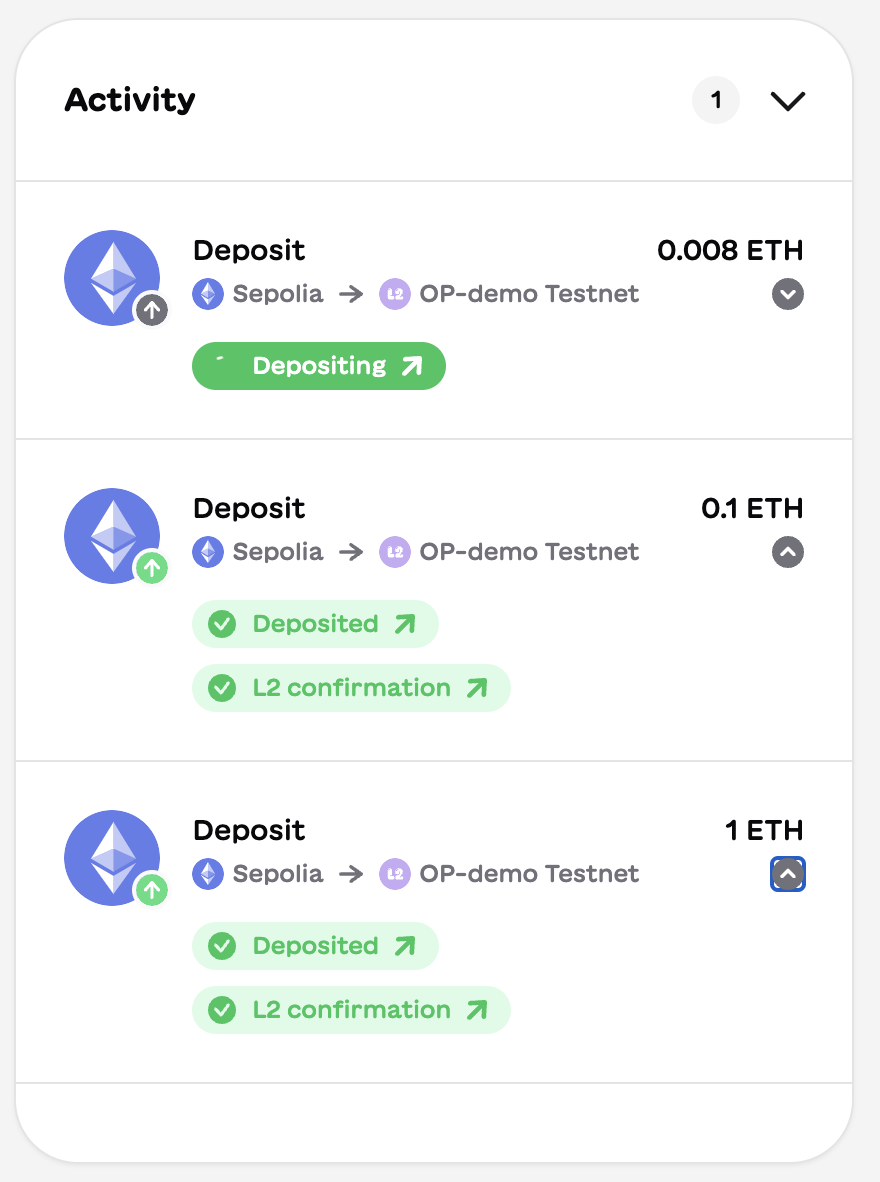 Activity 1
Deposit 0.008 ETH
Sepolia → L2 OP-demo Testnet
Depositing
Deposit 0.1 ETH
Sepolia → L2 OP-demo Testnet
Deposited
L2 confirmation
Deposit 1 ETH
Sepolia → L2 OP-demo Testnet
Deposited
L2 confirmation